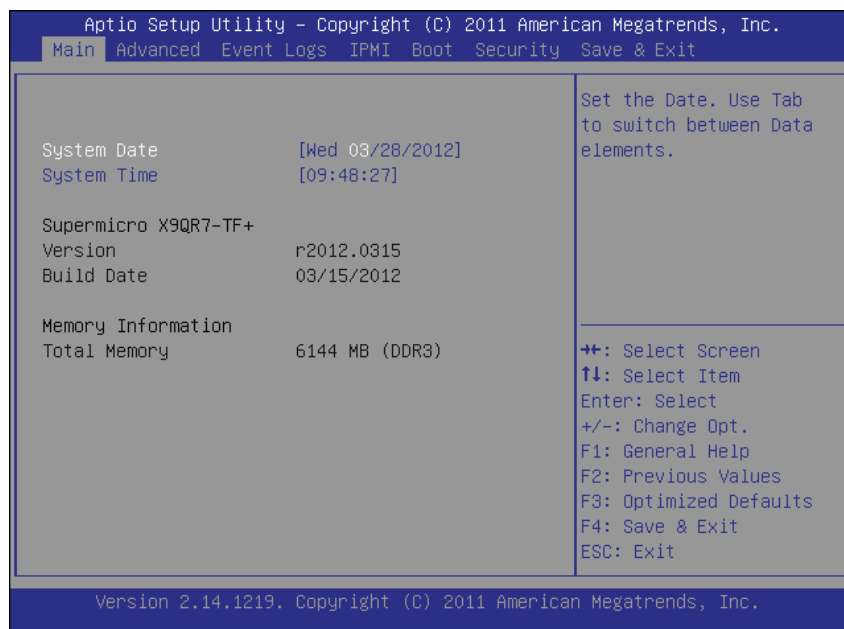 Aptio Setup Utility – Copyright (C) 2011 American Megatrends, Inc.
Main Advanced Event Logs IPMI Boot Security Save & Exit
System Date [Wed 03/28/2012]
System Time [09:48:27]
Supermicro X9QR7-TF+
Version r2012.0315
Build Date 03/15/2012
Memory Information
Total Memory 6144 MB (DDR3)
Set the Date. Use Tab
to switch between Data
elements.
→←: Select Screen
↑↓: Select Item
Enter: Select
+/-: Change Opt.
F1: General Help
F2: Previous Values
F3: Optimized Defaults
F4: Save & Exit
ESC: Exit
Version 2.14.1219. Copyright (C) 2011 American Megatrends, Inc.